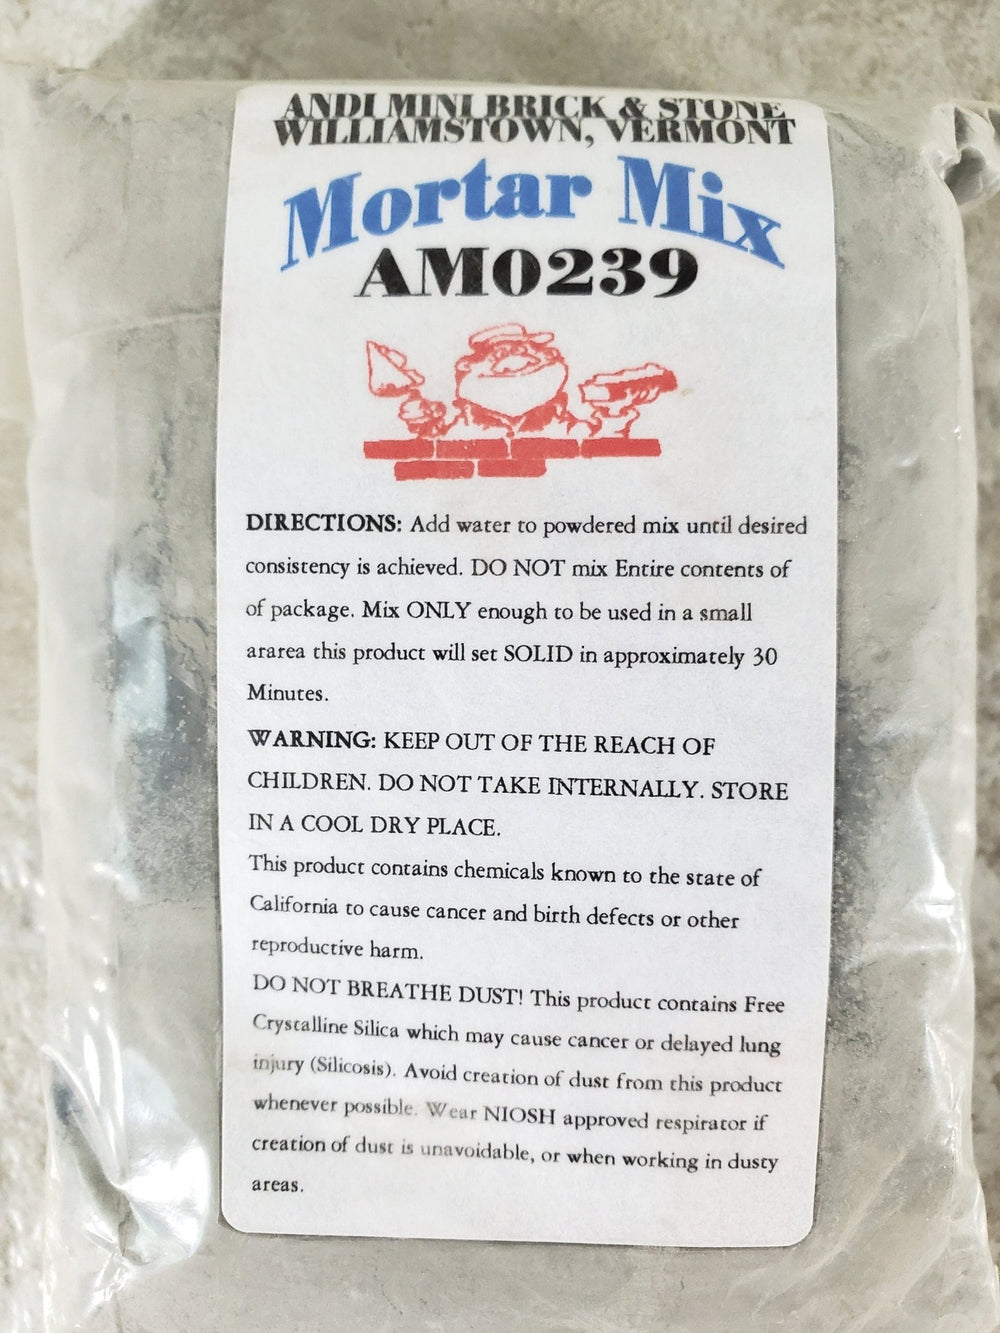 ANDI MINI BRICK & STONE
WILLIAMSTOWN, VERMONT
Mortar Mix
AM0239
DIRECTIONS: Add water to powdered mix until desired
consistency is achieved. DO NOT mix Entire contents of
of package. Mix ONLY enough to be used in a small
ararea this product will set SOLID in approximately 30
Minutes.
WARNING: KEEP OUT OF THE REACH OF
CHILDREN. DO NOT TAKE INTERNALLY. STORE
IN A COOL DRY PLACE.
This product contains chemicals known to the state of
California to cause cancer and birth defects or other
reproductive harm.
DO NOT BREATHE DUST! This product contains Free
Crystalline Silica which may cause cancer or delayed lung
injury (Silicosis). Avoid creation of dust from this product
whenever possible. Wear NIOSH approved respirator if
creation of dust is unavoidable, or when working in dusty
areas.